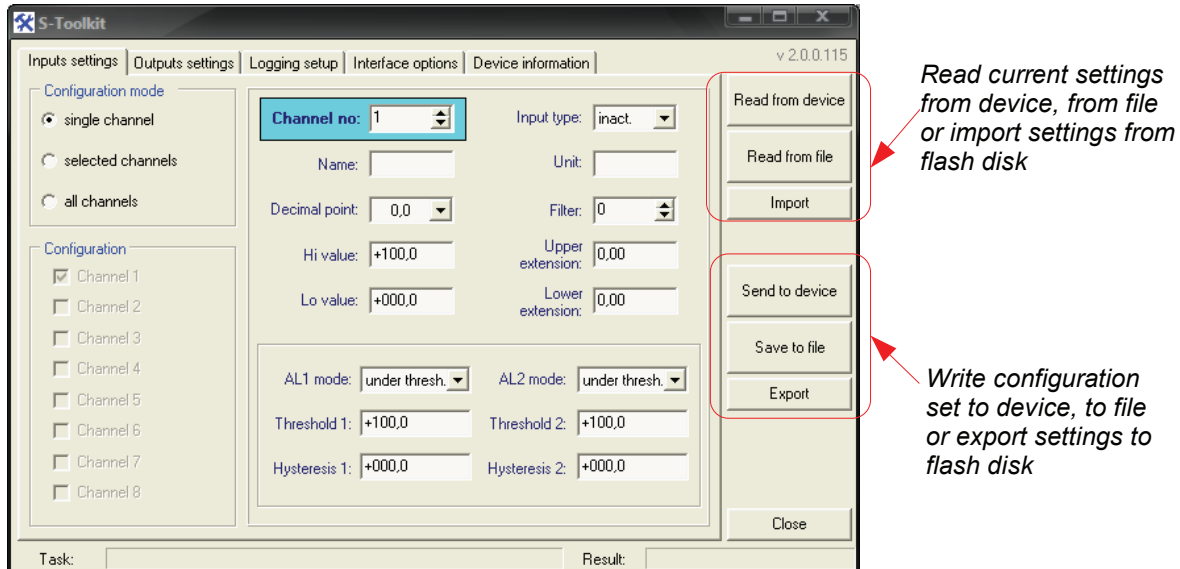 S-Toolkit
Inputs settings Outputs settings Logging setup Interface options Device information
v 2.0.0.115
Configuration mode
single channel
selected channels
all channels
Configuration
Channel 1
Channel 2
Channel 3
Channel 4
Channel 5
Channel 6
Channel 7
Channel 8
Channel no: 1
Input type: inact.
Name:
Unit:
Decimal point: 0,0
Filter: 0
Hi value: +100,0
Upper
extension: 0,00
Lo value: +000,0
Lower
extension: 0,00
AL1 mode: under thresh.
AL2 mode: under thresh.
Threshold 1: +100,0
Threshold 2: +100,0
Hysteresis 1: +000,0
Hysteresis 2: +000,0
Read from device
Read from file
Import
Send to device
Save to file
Export
Close
Task:
Result:
Read current settings
from device, from file
or import settings from
flash disk
Write configuration
set to device, to file
or export settings to
flash disk